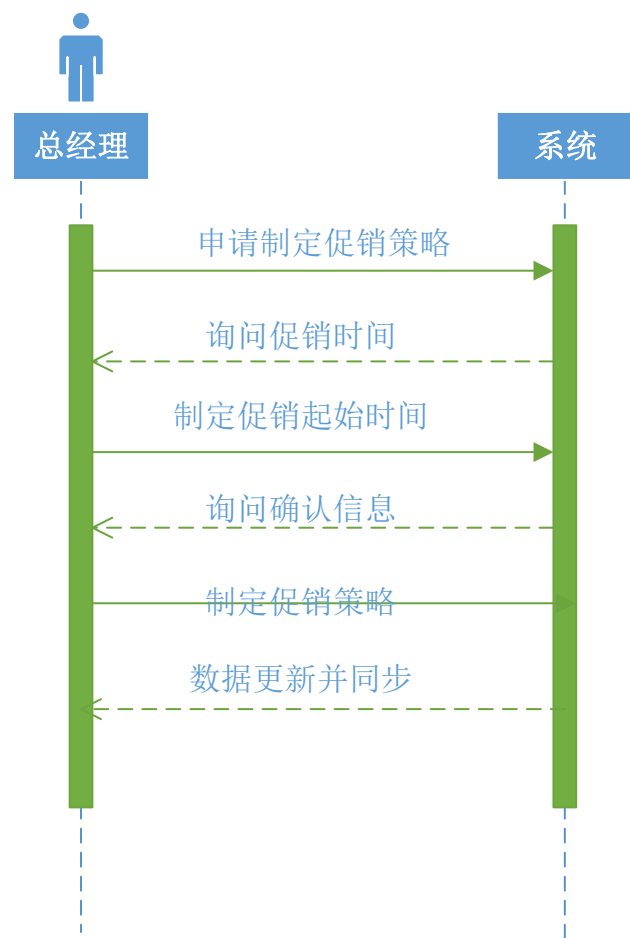 总经理
系统
申请制定促销策略
询问促销时间
制定促销起始时间
询问确认信息
制定促销策略
数据更新并同步